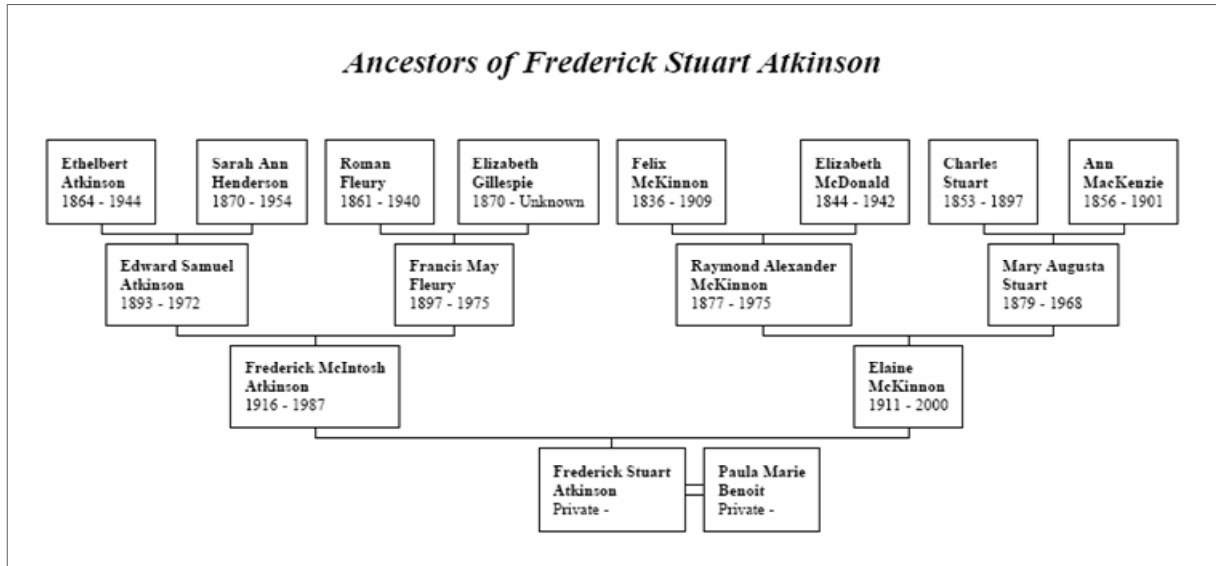 Ancestors of Frederick Stuart Atkinson
Ethelbert
Atkinson
1864 - 1944
Sarah Ann
Henderson
1870 - 1954
Roman
Fleury
1861 - 1940
Elizabeth
Gillespie
1870 - Unknown
Felix
McKinnon
1836 - 1909
Elizabeth
McDonald
1844 - 1942
Charles
Stuart
1853 - 1897
Ann
MacKenzie
1856 - 1901
Edward Samuel
Atkinson
1893 - 1972
Francis May
Fleury
1897 - 1975
Raymond Alexander
McKinnon
1877 - 1975
Mary Augusta
Stuart
1879 - 1968
Frederick McIntosh
Atkinson
1916 - 1987
Elaine
McKinnon
1911 - 2000
Frederick Stuart
Atkinson
Private -
Paula Marie
Benoit
Private -